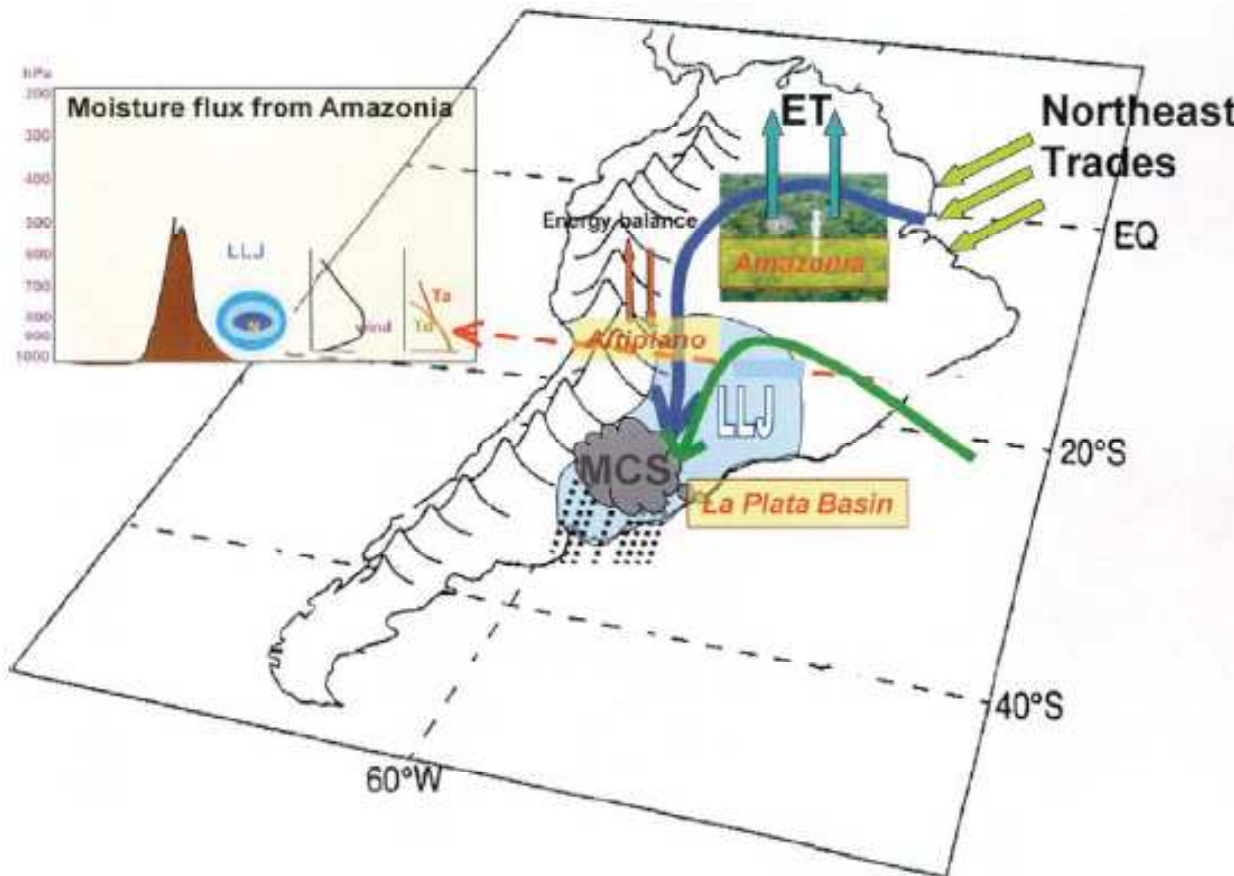 hPa
200
300
400
500
600
700
800
900
1000
Moisture flux from Amazonia
LLJ
wind
Ta
Td
ET
Northeast
Trades
EQ
Energy balance
Amazonia
Altiplano
LLJ
20°S
MCS
La Plata Basin
40°S
60°W